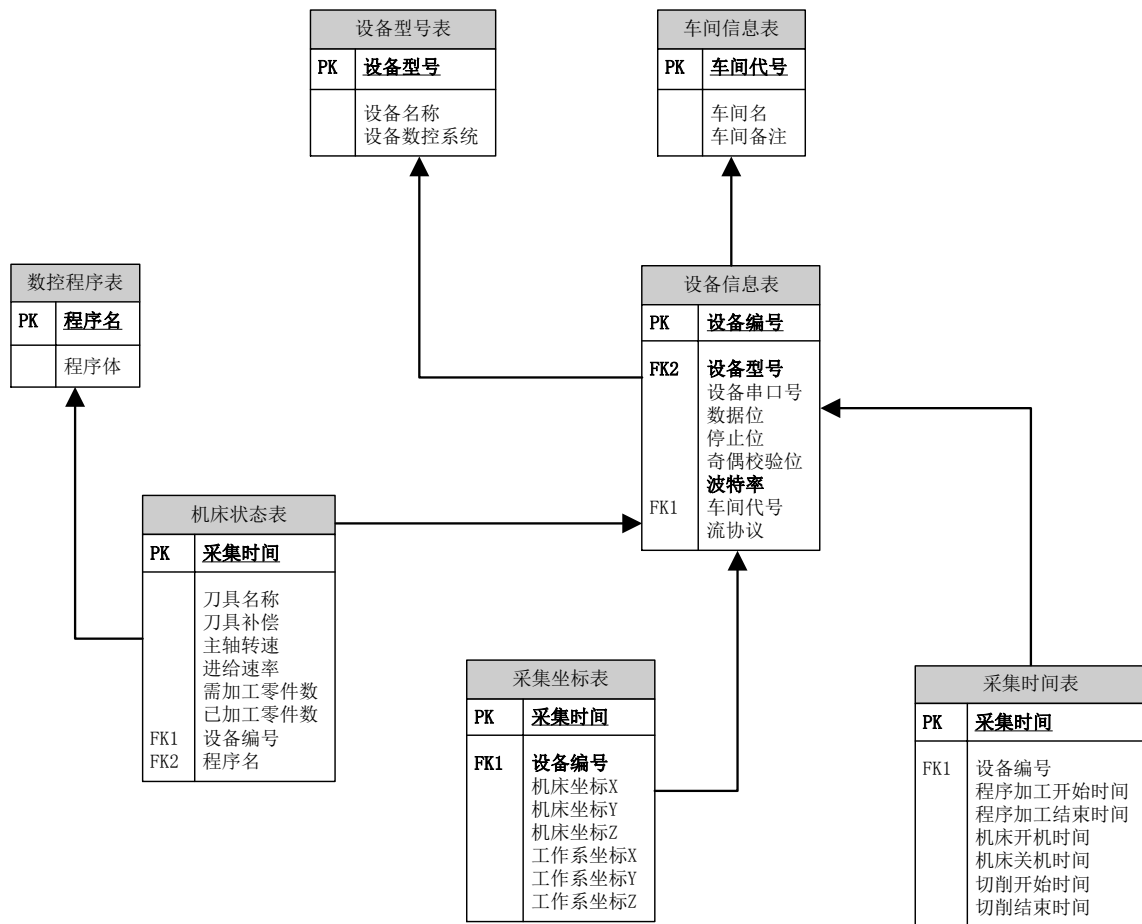 设备型号表
PK 设备型号
设备名称
设备数控系统
车间信息表
PK 车间代号
车间名
车间备注
数控程序表
PK 程序名
程序体
设备信息表
PK 设备编号
FK2 设备型号
设备串口号
数据位
停止位
奇偶校验位
波特率
FK1 车间代号
流协议
机床状态表
PK 采集时间
刀具名称
刀具补偿
主轴转速
进给速率
需加工零件数
已加工零件数
FK1 设备编号
FK2 程序名
采集坐标表
PK 采集时间
FK1 设备编号
机床坐标X
机床坐标Y
机床坐标Z
工作系坐标X
工作系坐标Y
工作系坐标Z
采集时间表
PK 采集时间
FK1 设备编号
程序加工开始时间
程序加工结束时间
机床开机时间
机床关机时间
切削开始时间
切削结束时间